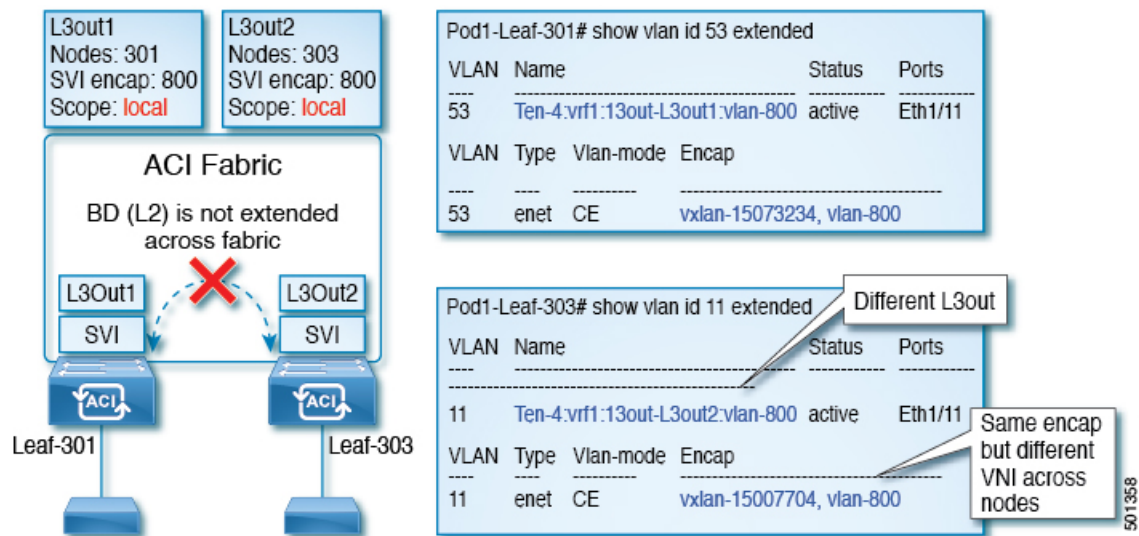 L3out1
Nodes: 301
SVI encap: 800
Scope: local
L3out2
Nodes: 303
SVI encap: 800
Scope: local
ACI Fabric
BD (L2) is not extended
across fabric
L3Out1
SVI
L3Out2
SVI
ACI
ACI
Leaf-301
Leaf-303
Pod1-Leaf-301# show vlan id 53 extended
VLAN Name Status Ports
---- -------------------------------- --------- ---------
53 Ten-4:vrf1:13out-L3out1:vlan-800 active Eth1/11
VLAN Type Vlan-mode Encap
---- ---- ---------- -------------------------------
53 enet CE vxlan-15073234, vlan-800
Pod1-Leaf-303# show vlan id 11 extended
VLAN Name Status Ports
---- -------------------------------- --------- ---------
-------------------------------------
11 Ten-4:vrf1:13out-L3out2:vlan-800 active Eth1/11
VLAN Type Vlan-mode Encap
---- ---- ---------- -------------------------------
11 enet CE vxlan-15007704, vlan-800
Different L3out
Same encap
but different
VNI across
nodes
501358